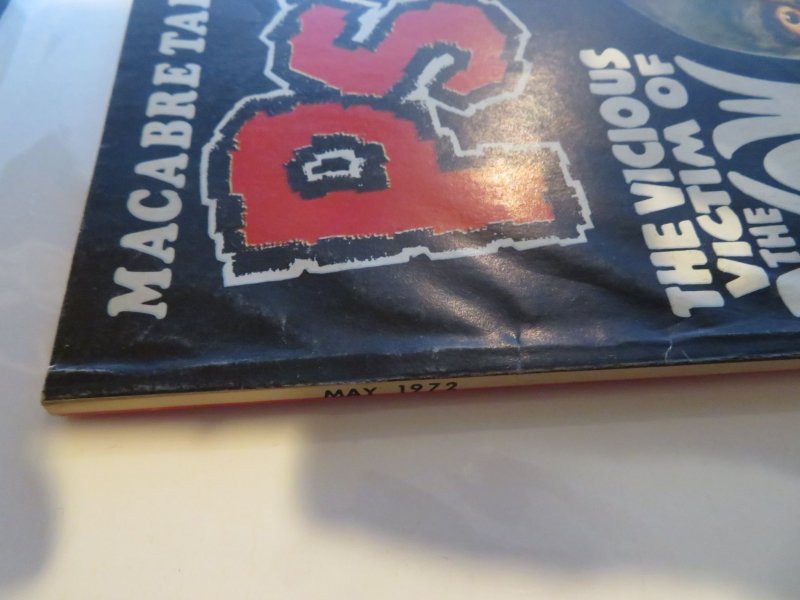 MACABRE TAL
PS
THE VICIOUS
VICTIM OF
THE
MAY 1972